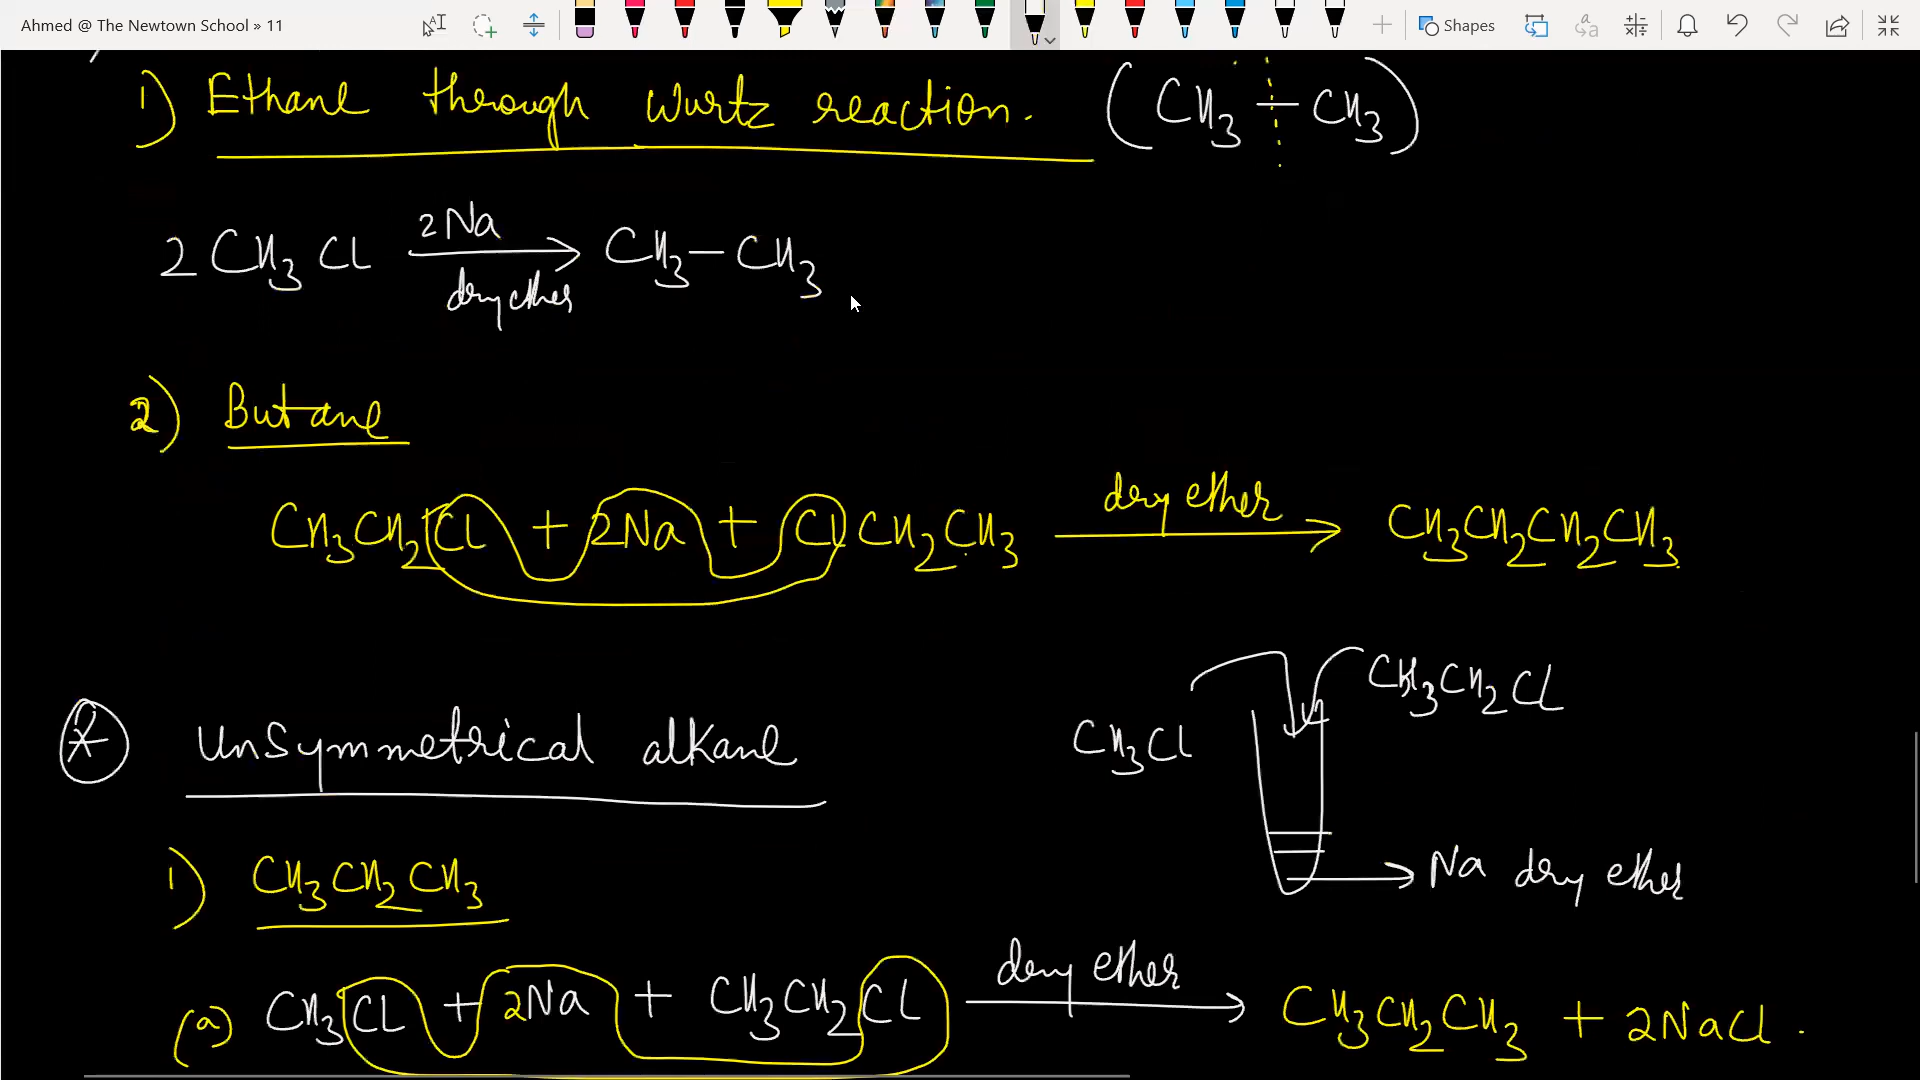 Ahmed @ The Newtown School » 11
Shapes
1) Ethane through wurtz reaction. (CH3 - CH3)
2 CH3 Cl 2Na dry ether CH3 - CH3
2) Butane
CH3CH2Cl + 2Na + ClCH2CH3 dry ether CH3CH2CH2CH3
CH3Cl CH3CH2Cl
Unsymmetrical alkane
Na dry ether
1) CH3CH2CH3
(a) CH3Cl + 2Na + CH3CH2Cl dry ether CH3CH2CH3 + 2NaCl.